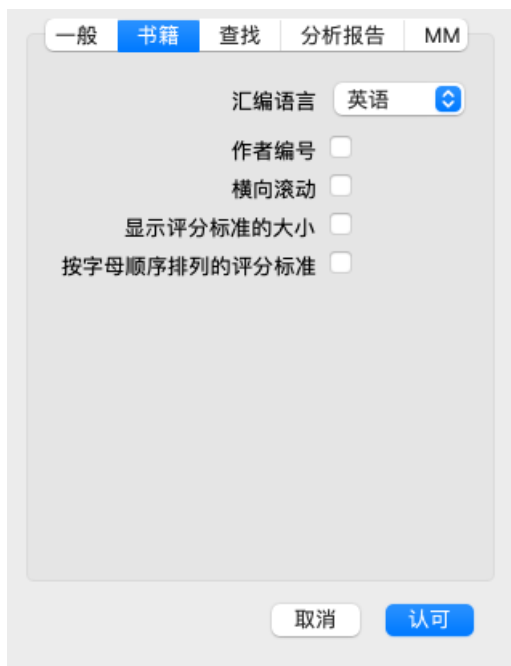 一般 书籍 查找 分析报告 MM
汇编语言 英语
作者编号
横向滚动
显示评分标准的大小
按字母顺序排列的评分标准
取消 认可